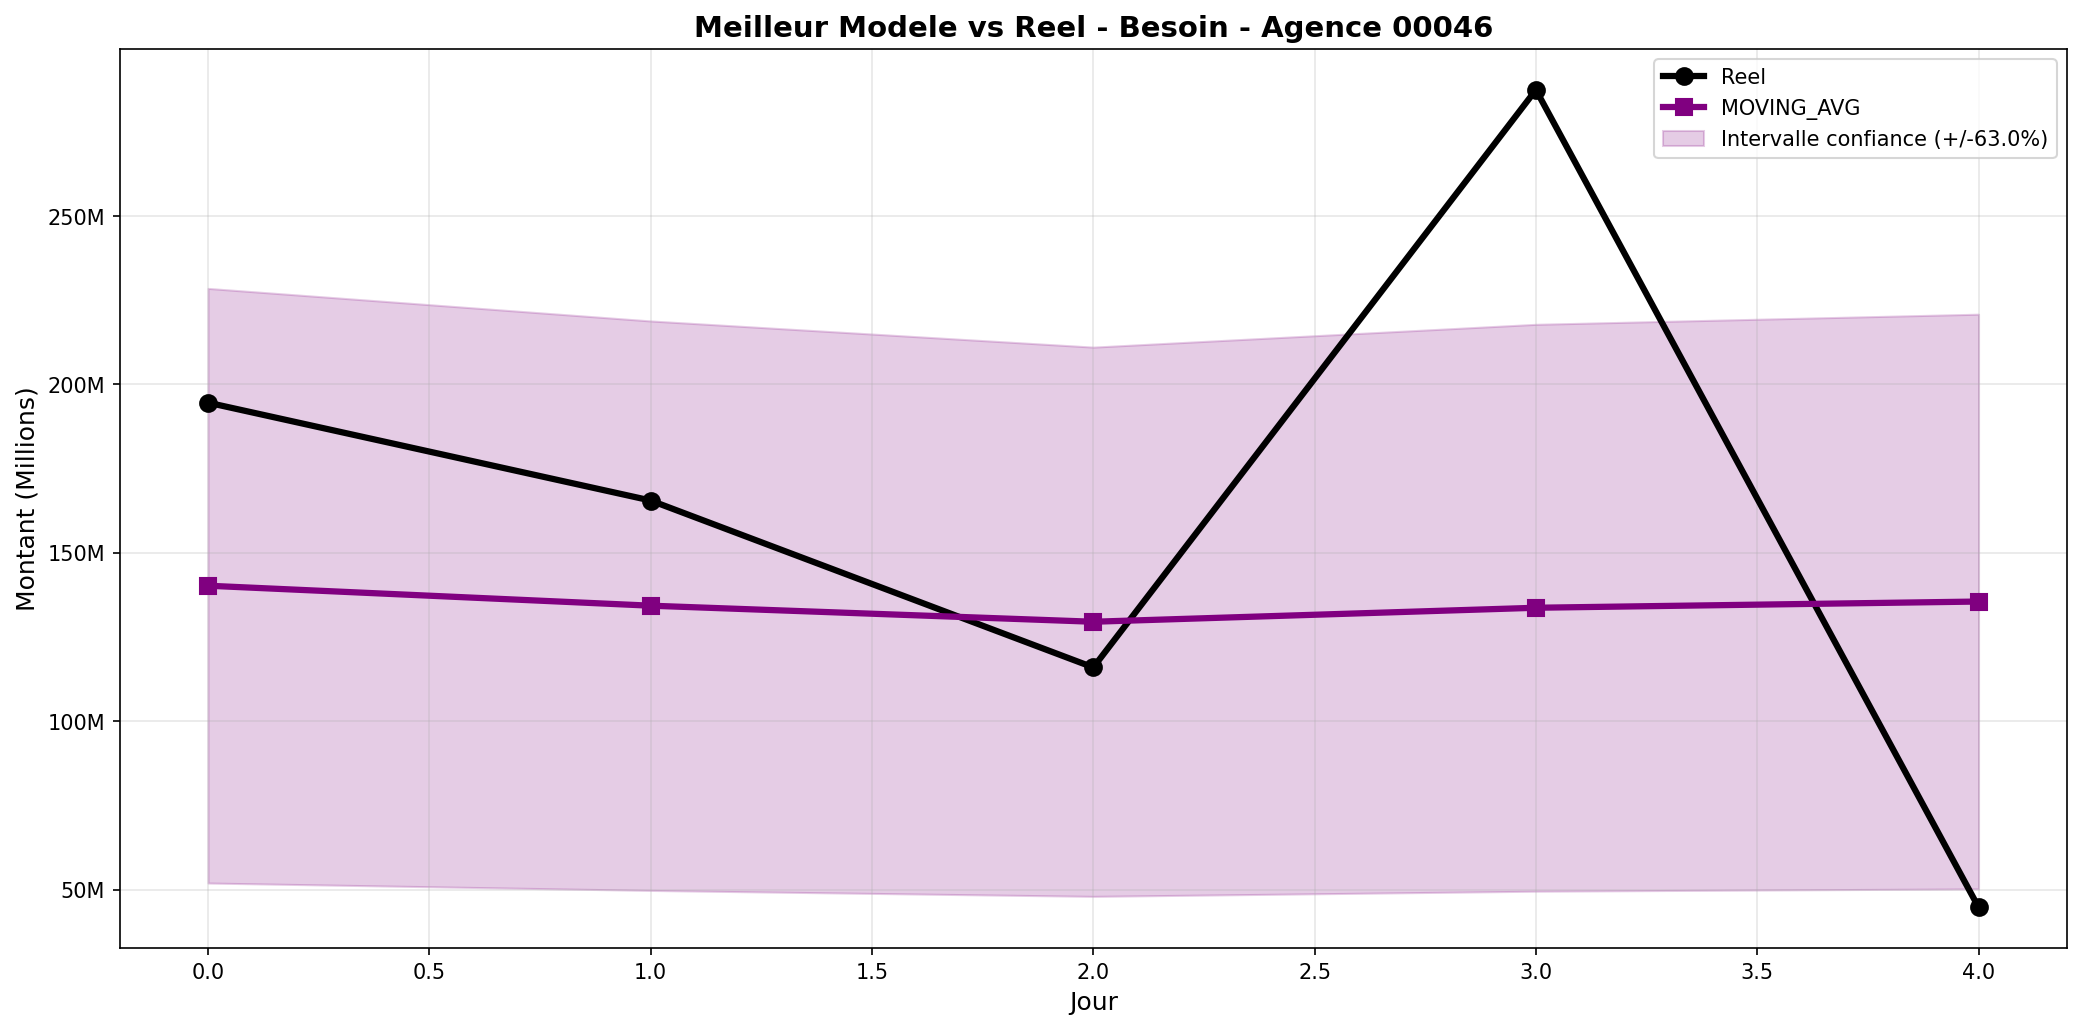 Meilleur Modele vs Reel - Besoin - Agence 00046
Reel
MOVING_AVG
Intervalle confiance (+/-63.0%)
Montant (Millions)
250M
200M
150M
100M
50M
0.0 0.5 1.0 1.5 2.0 2.5 3.0 3.5 4.0
Jour